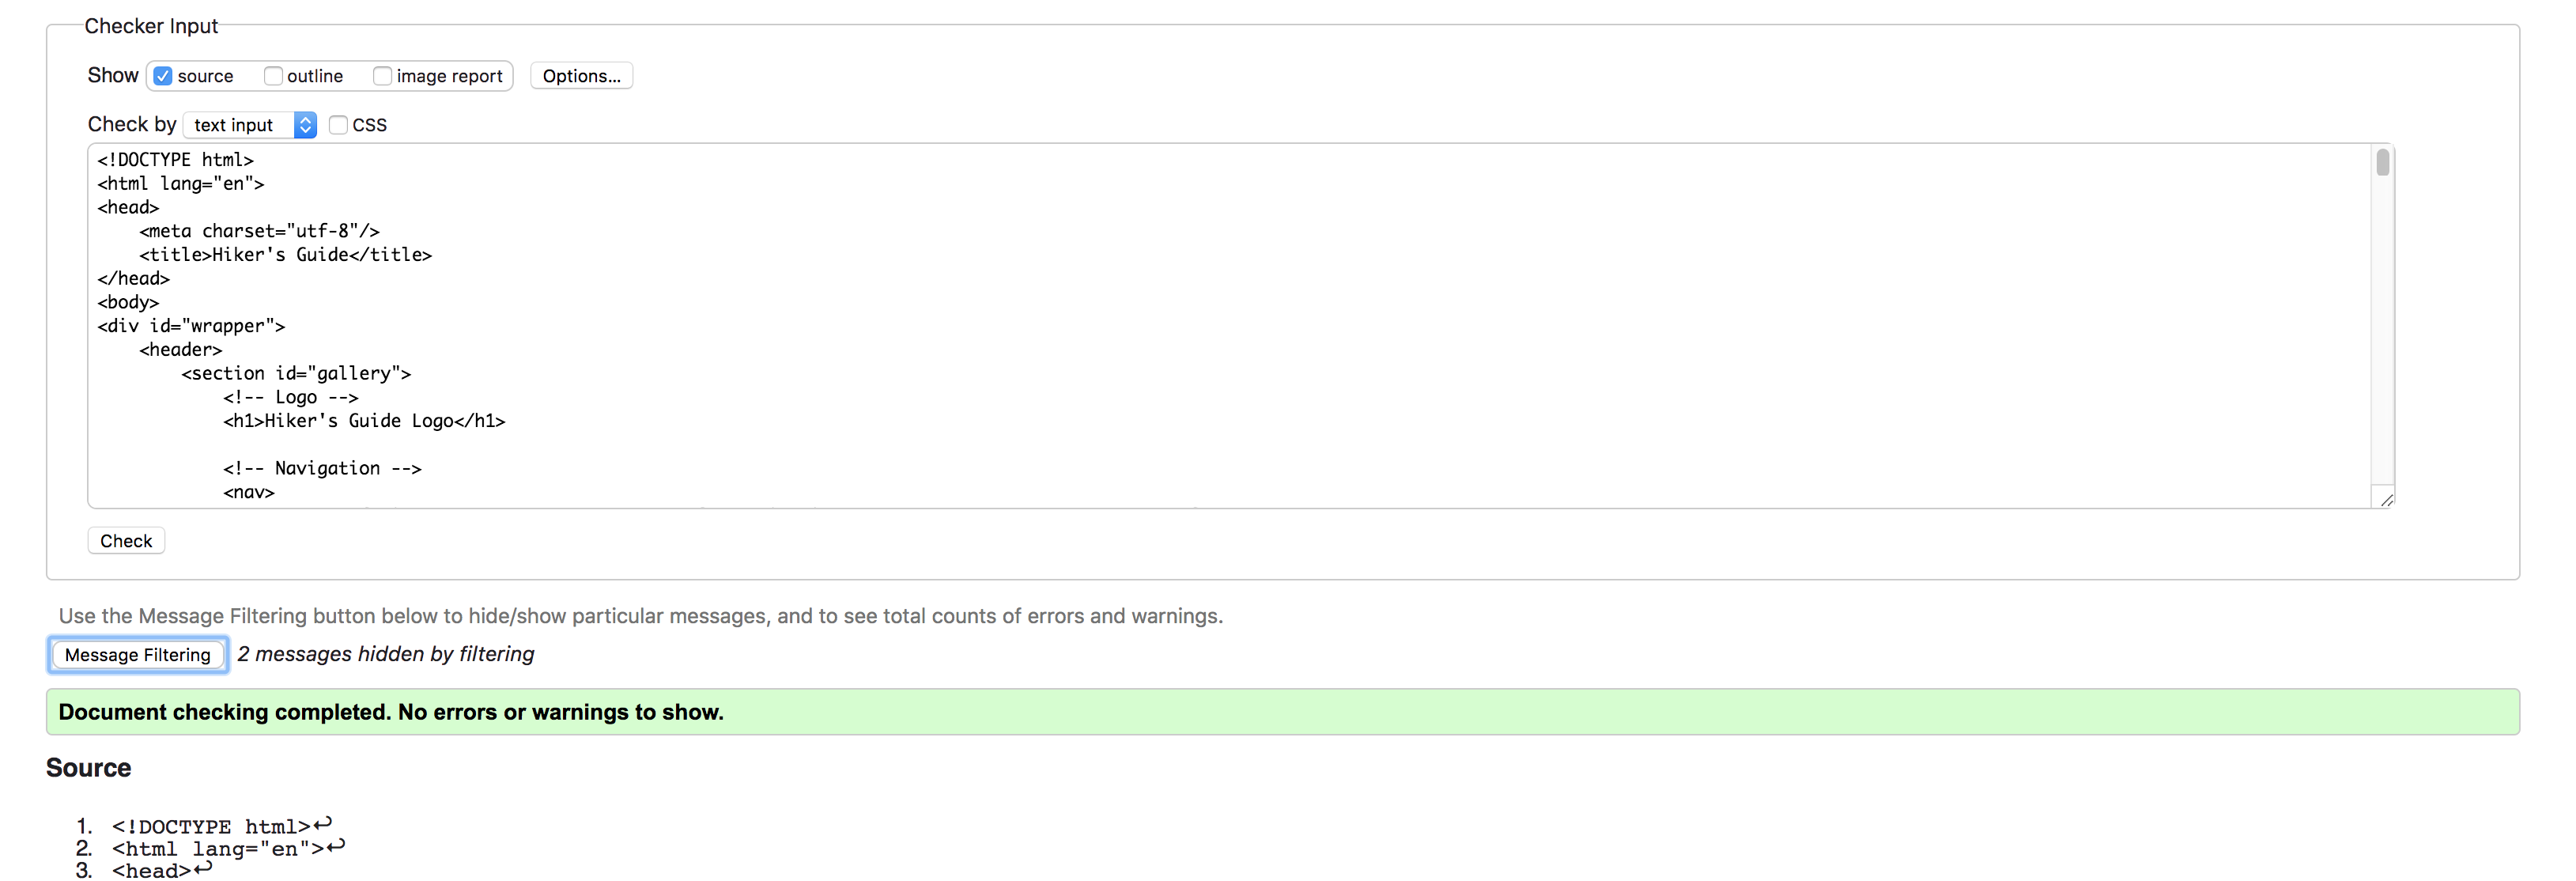 Checker Input
Show source outline image report Options...
Check by text input CSS
<!DOCTYPE html>
<html lang="en">
<head>
    <meta charset="utf-8"/>
    <title>Hiker's Guide</title>
</head>
<body>
<div id="wrapper">
    <header>
        <section id="gallery">
            <!-- Logo -->
            <h1>Hiker's Guide Logo</h1>
            <!-- Navigation -->
            <nav>
Check
Use the Message Filtering button below to hide/show particular messages, and to see total counts of errors and warnings.
Message Filtering 2 messages hidden by filtering
Document checking completed. No errors or warnings to show.
Source
1. <!DOCTYPE html>↩
2. <html lang="en">↩
3. <head>↩